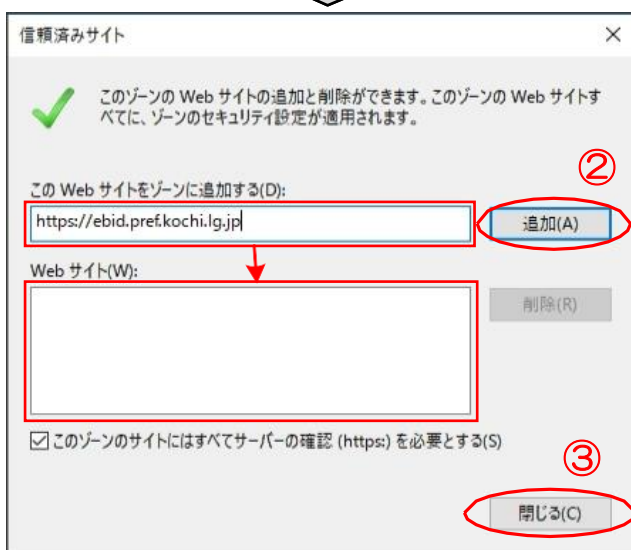 信頼済みサイト
このゾーンの Web サイトの追加と削除ができます。このゾーンの Web サイトす
べてに、ゾーンのセキュリティ設定が適用されます。
②
この Web サイトをゾーンに追加する(D):
https://ebid.pref.kochi.lg.jp
追加(A)
Web サイト(W):
削除(R)
このゾーンのサイトにはすべてサーバーの確認 (https:) を必要とする(S)
③
閉じる(C)